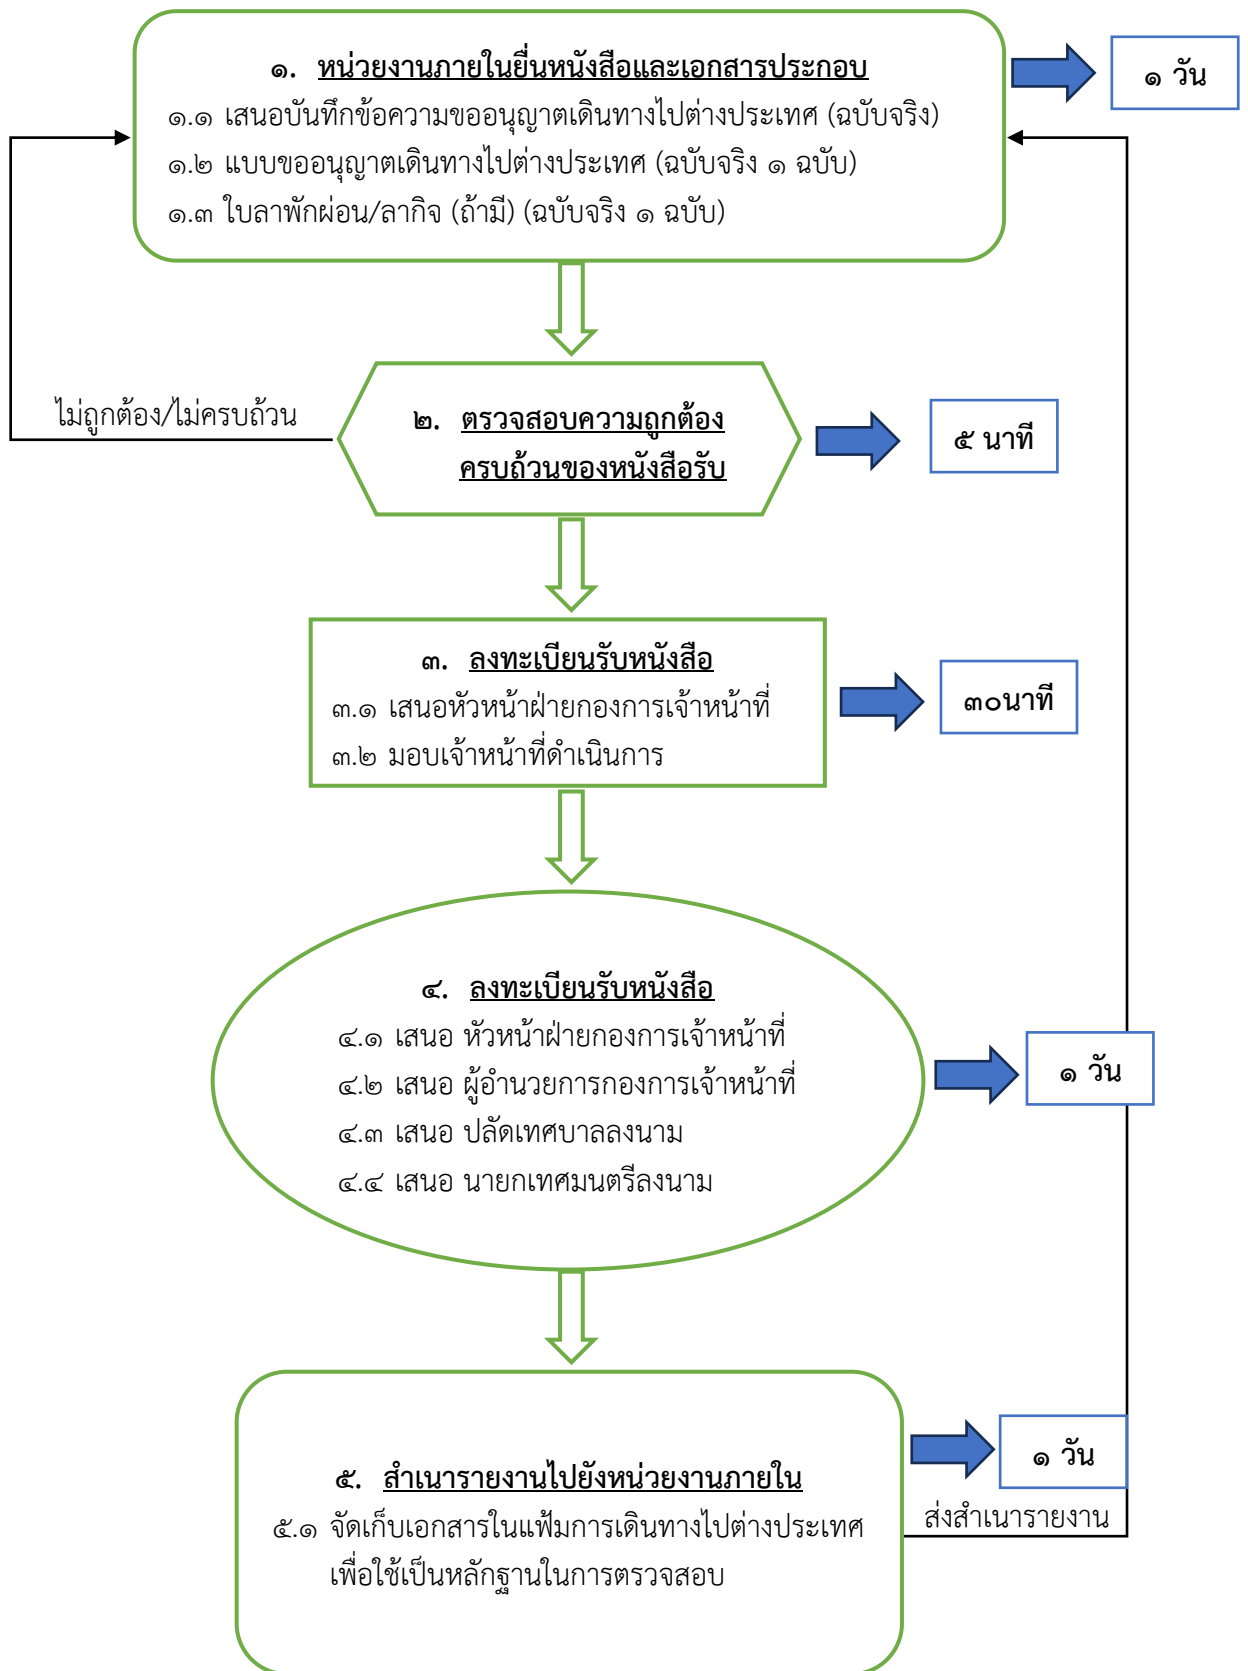 ๑. หน่วยงานภายในยื่นหนังสือและเอกสารประกอบ
๑.๑ เสนอบันทึกข้อความขออนุญาตเดินทางไปต่างประเทศ (ฉบับจริง)
๑.๒ แบบขออนุญาตเดินทางไปต่างประเทศ (ฉบับจริง ๑ ฉบับ)
๑.๓ ใบลาพักผ่อน/ลากิจ (ถ้ามี) (ฉบับจริง ๑ ฉบับ)
๑ วัน
ไม่ถูกต้อง/ไม่ครบถ้วน
๒. ตรวจสอบความถูกต้อง
ครบถ้วนของหนังสือรับ
๕ นาที
๓. ลงทะเบียนรับหนังสือ
๓.๑ เสนอหัวหน้าฝ่ายกองการเจ้าหน้าที่
๓.๒ มอบเจ้าหน้าที่ดำเนินการ
๓๐นาที
๔. ลงทะเบียนรับหนังสือ
๔.๑ เสนอ หัวหน้าฝ่ายกองการเจ้าหน้าที่
๔.๒ เสนอ ผู้อำนวยการกองการเจ้าหน้าที่
๔.๓ เสนอ ปลัดเทศบาลลงนาม
๔.๔ เสนอ นายกเทศมนตรีลงนาม
๑ วัน
๕. สำเนารายงานไปยังหน่วยงานภายใน
๕.๑ จัดเก็บเอกสารในแฟ้มการเดินทางไปต่างประเทศ
เพื่อใช้เป็นหลักฐานในการตรวจสอบ
๑ วัน
ส่งสำเนารายงาน